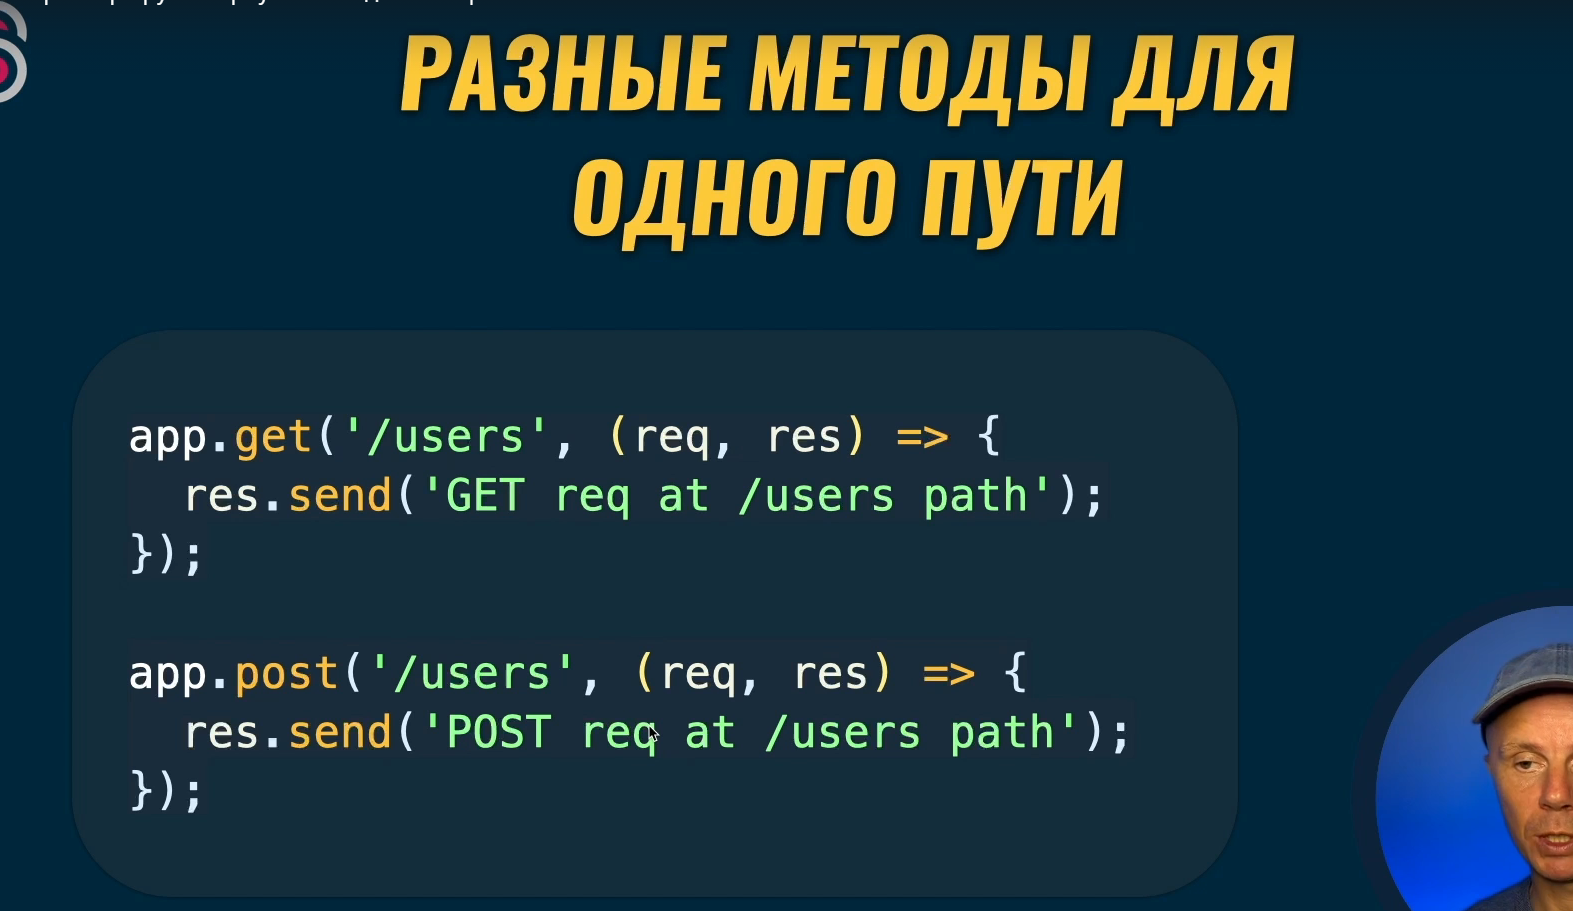 РАЗНЫЕ МЕТОДЫ ДЛЯ
ОДНОГО ПУТИ
app.get('/users', (req, res) => {
  res.send('GET req at /users path');
});
app.post('/users', (req, res) => {
  res.send('POST req at /users path');
});